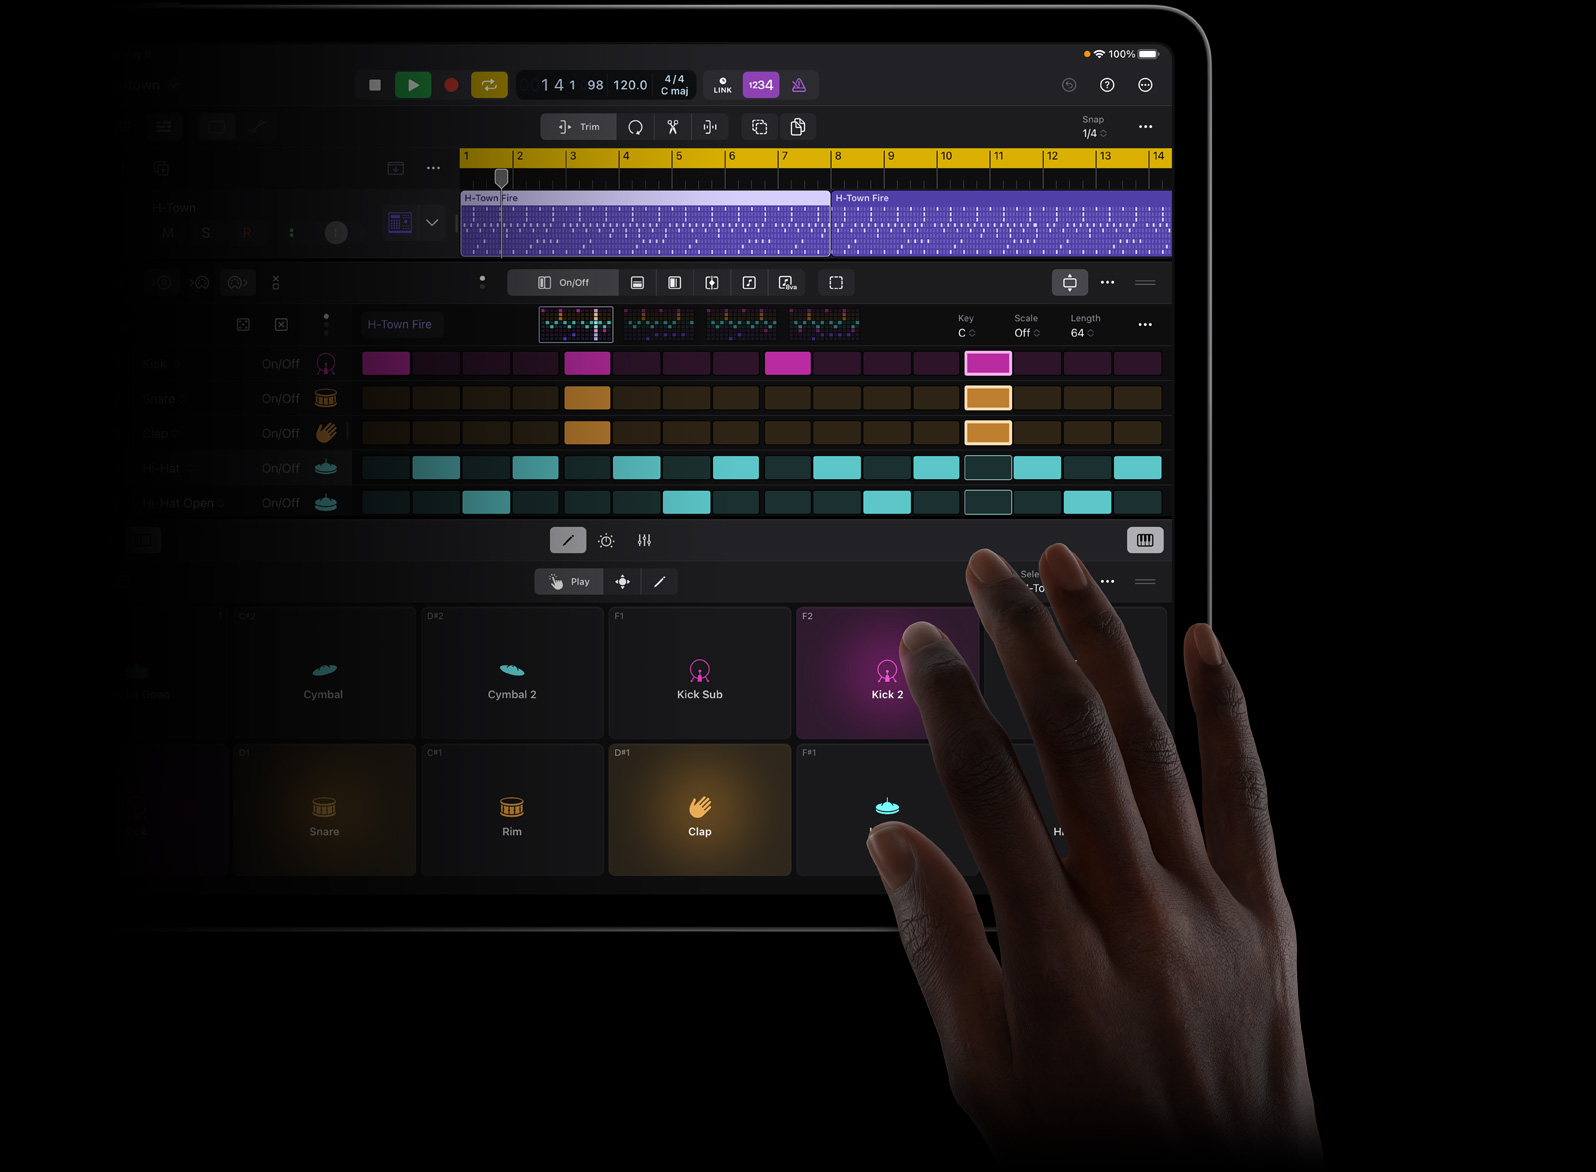 100%
14 1 98 120.0 4/4
C maj
LINK
1234
Trim
Snap
1/4
1 2 3 4 5 6 7 8 9 10 11 12 13 14
H-Town
H-Town Fire
H-Town Fire
M S R
On/Off
8va
H-Town Fire
Key
C
Scale
Off
Length
64
Kick On/Off
Snare On/Off
Clap On/Off
Hi-Hat On/Off
Hi-Hat Open On/Off
Play
C#2
Cymbal
D#2
Cymbal 2
F1
Kick Sub
F2
Kick 2
D1
Snare
C#1
Rim
D#1
Clap
F#1